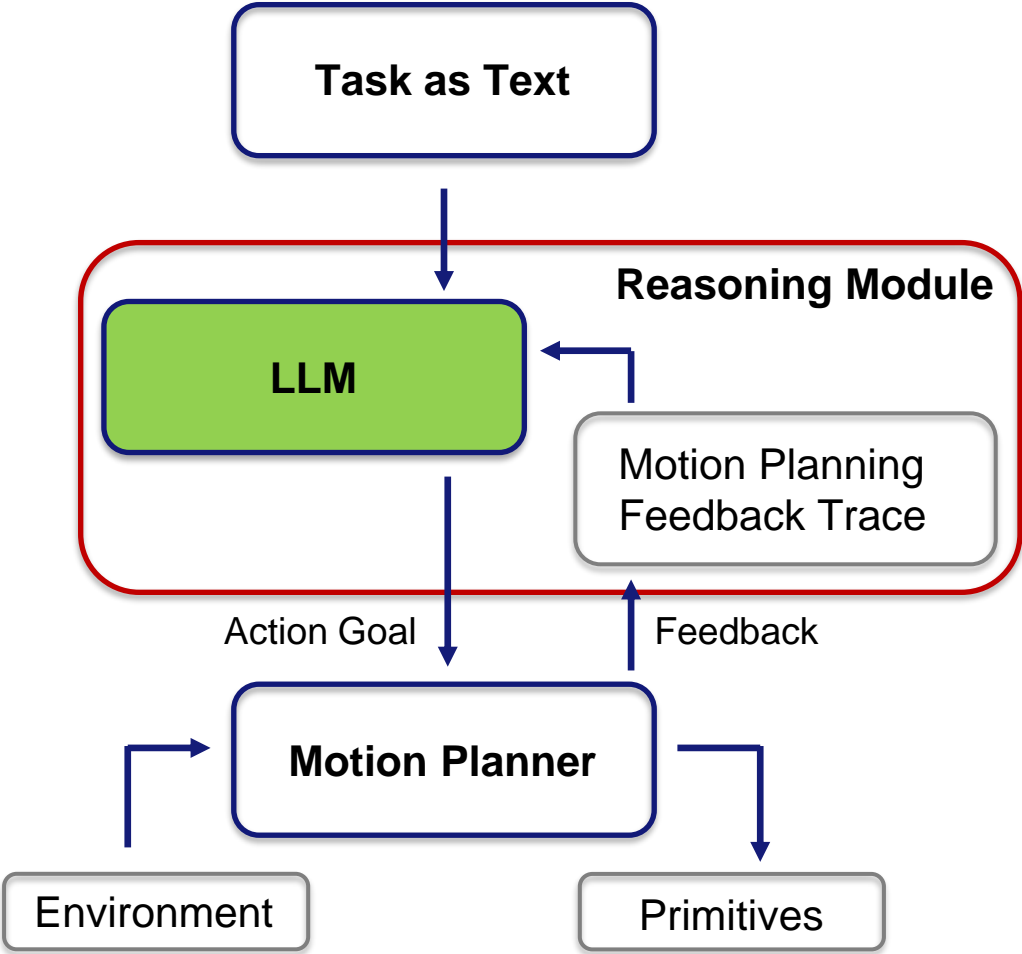 Task as Text
Reasoning Module
LLM
Motion Planning
Feedback Trace
Action Goal
Feedback
Motion Planner
Environment
Primitives